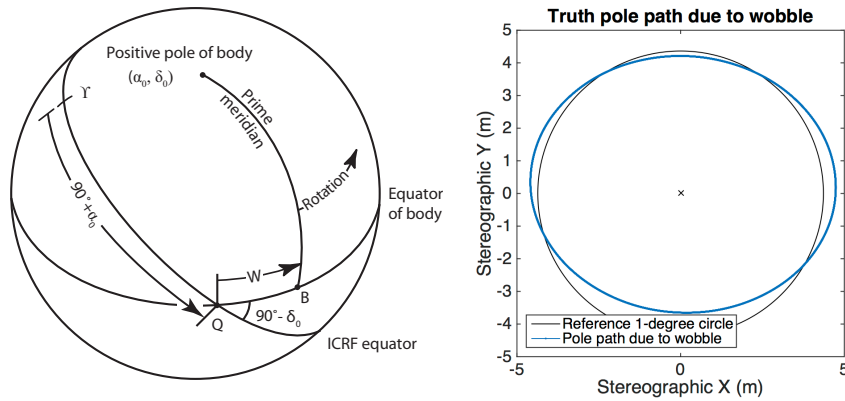 Positive pole of body
(α₀, δ₀)
ϒ
Prime
meridian
Rotation
90°+α₀
Equator
of body
W
B
Q
90°- δ₀
ICRF equator
Truth pole path due to wobble
Stereographic Y (m)
5
4
3
2
1
0
-1
-2
-3
-4
-5
Reference 1-degree circle
Pole path due to wobble
-5
0
5
Stereographic X (m)